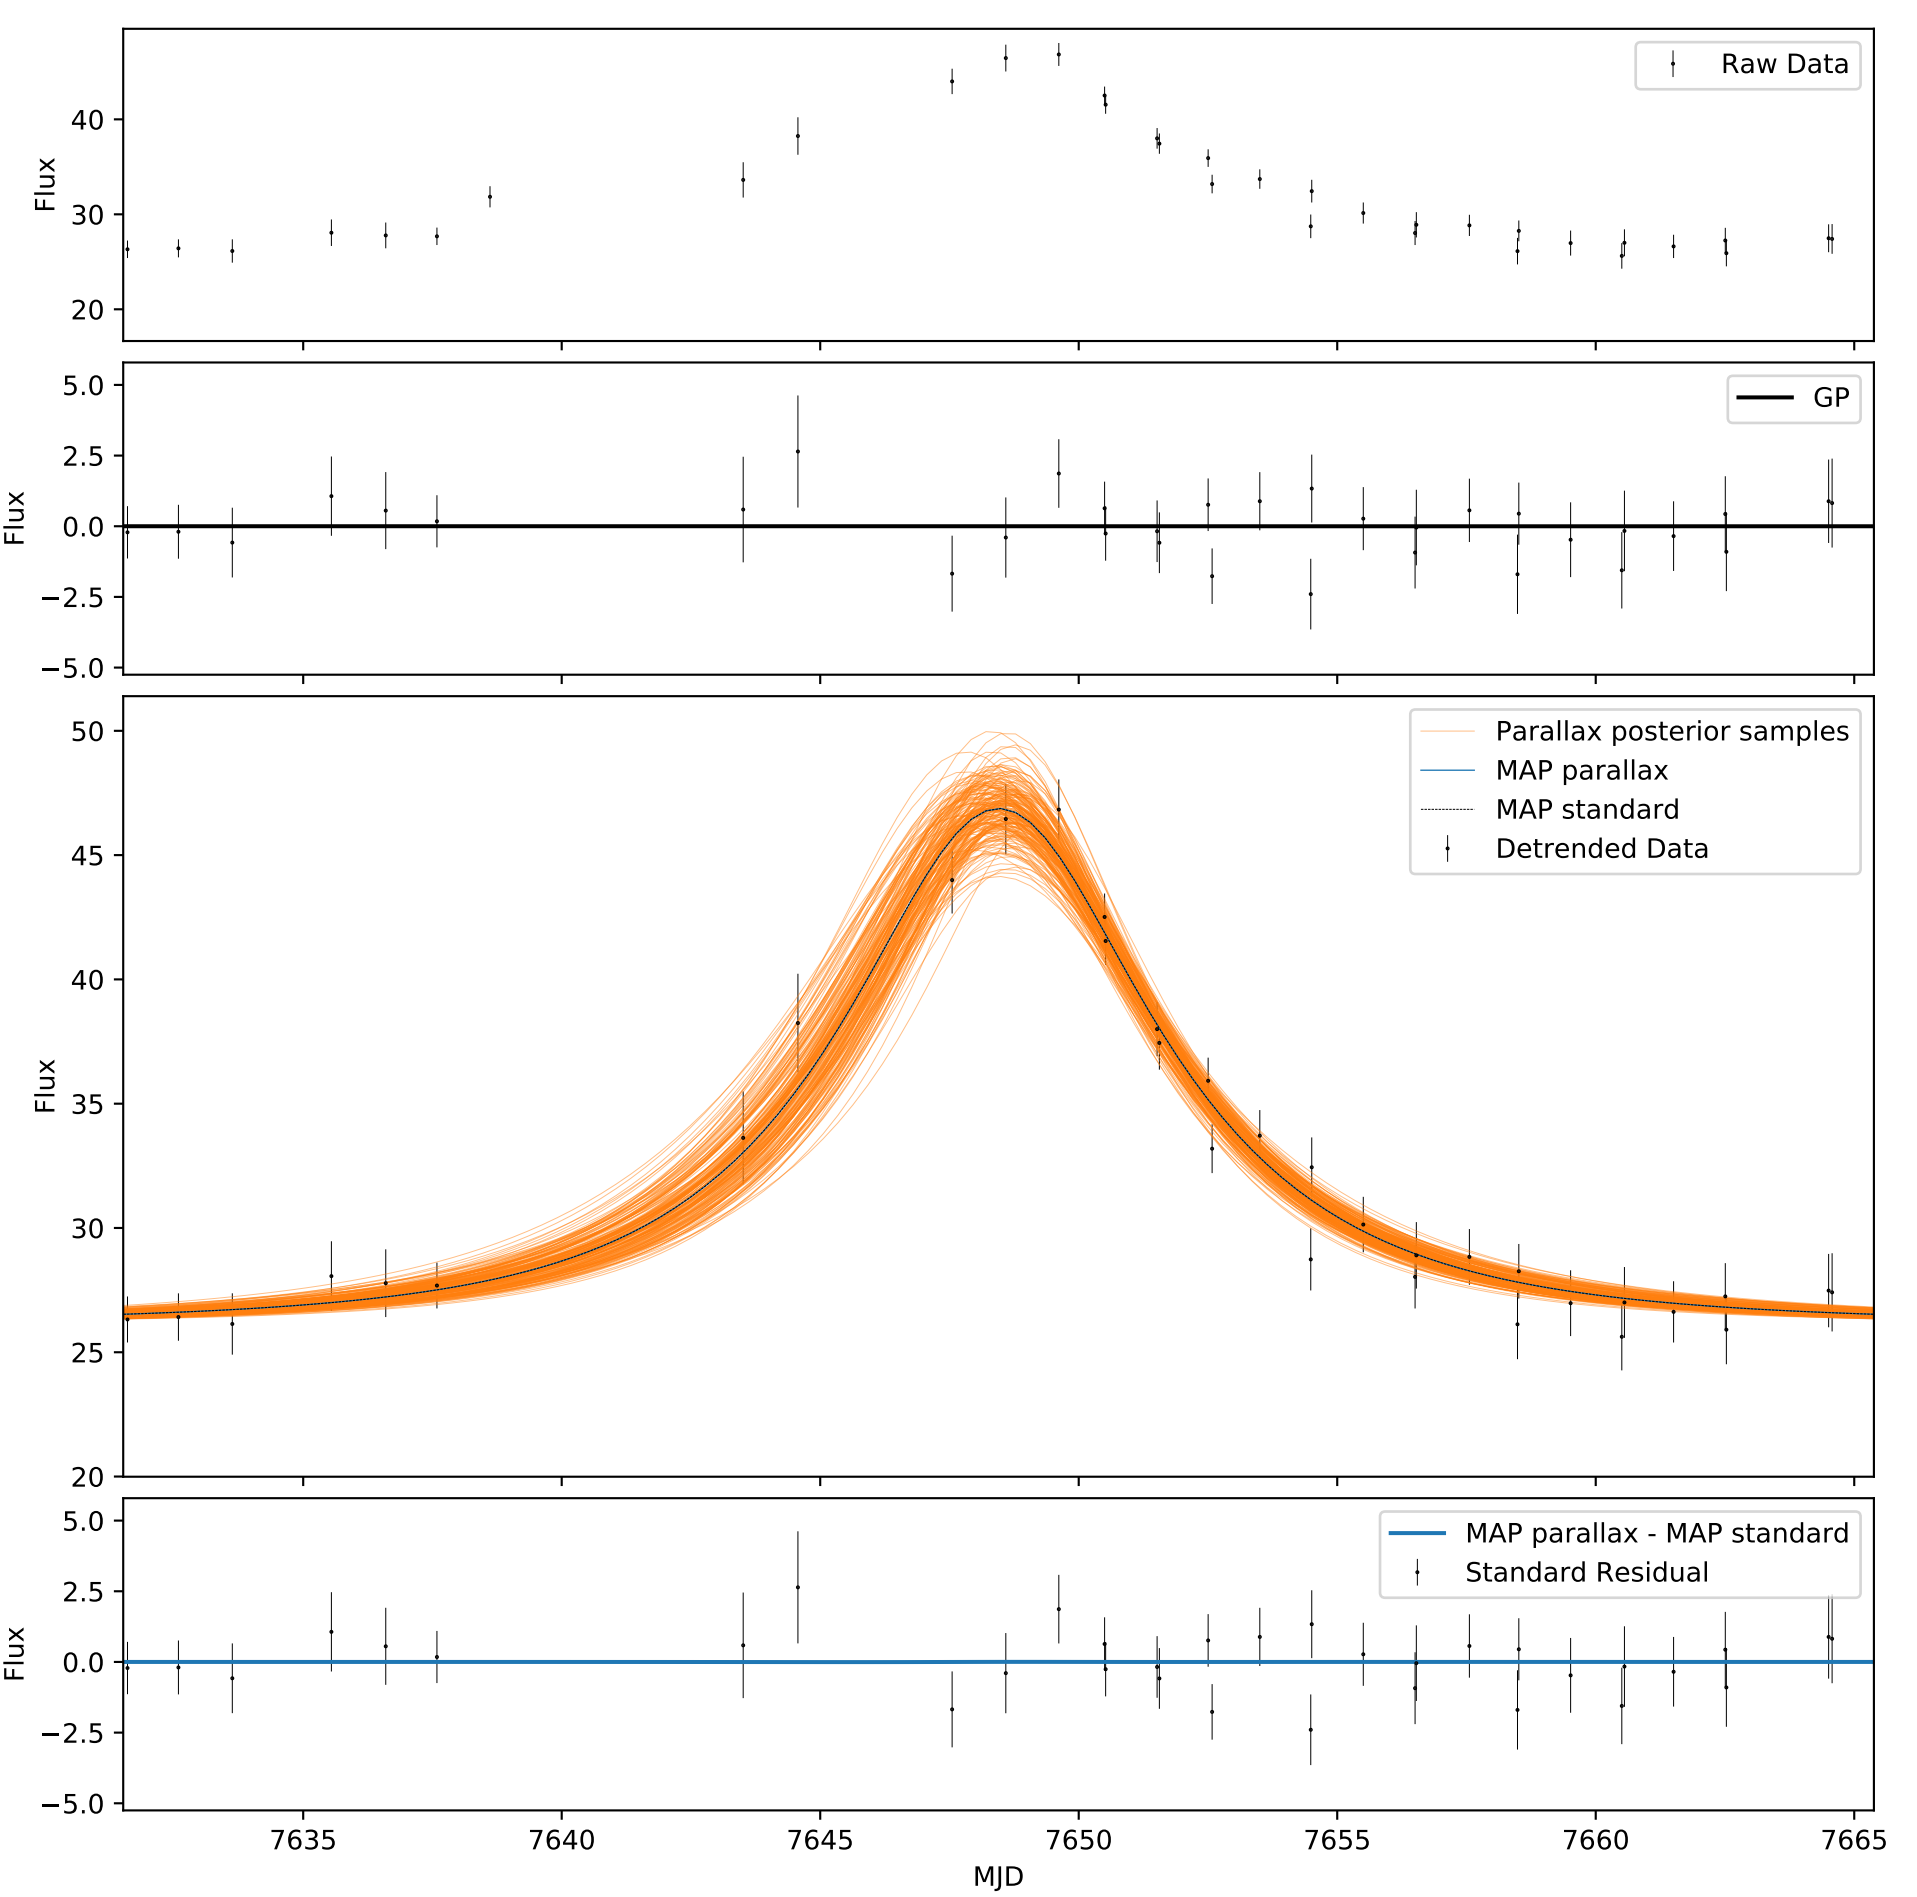 Raw Data
40
30
20
Flux
GP
5.0
2.5
0.0
−2.5
−5.0
Flux
Parallax posterior samples
MAP parallax
MAP standard
Detrended Data
50
45
40
35
30
25
20
Flux
MAP parallax - MAP standard
Standard Residual
5.0
2.5
0.0
−2.5
−5.0
Flux
7635 7640 7645 7650 7655 7660 7665
MJD